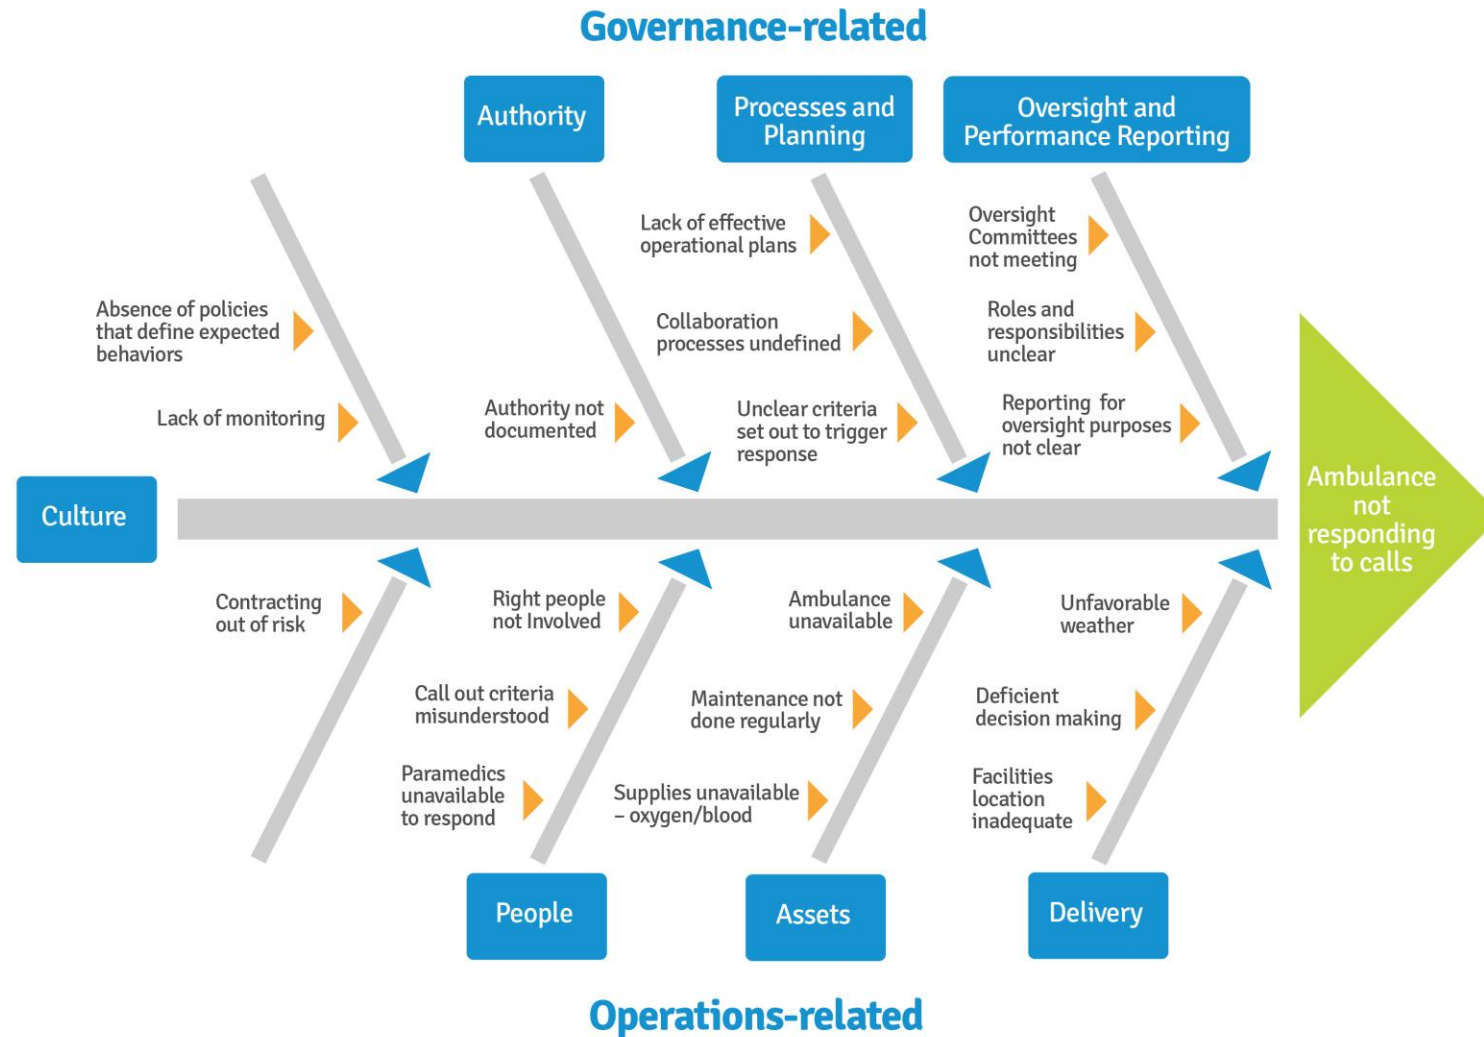 Governance-related
Authority
Processes and
Planning
Oversight and
Performance Reporting
Lack of effective
operational plans
Oversight
Committees
not meeting
Absence of policies
that define expected
behaviors
Collaboration
processes undefined
Roles and
responsibilities
unclear
Lack of monitoring
Authority not
documented
Unclear criteria
set out to trigger
response
Reporting for
oversight purposes
not clear
Culture
Ambulance
not
responding
to calls
Contracting
out of risk
Right people
not Involved
Ambulance
unavailable
Unfavorable
weather
Call out criteria
misunderstood
Maintenance not
done regularly
Deficient
decision making
Paramedics
unavailable
to respond
Supplies unavailable
– oxygen/blood
Facilities
location
inadequate
People
Assets
Delivery
Operations-related